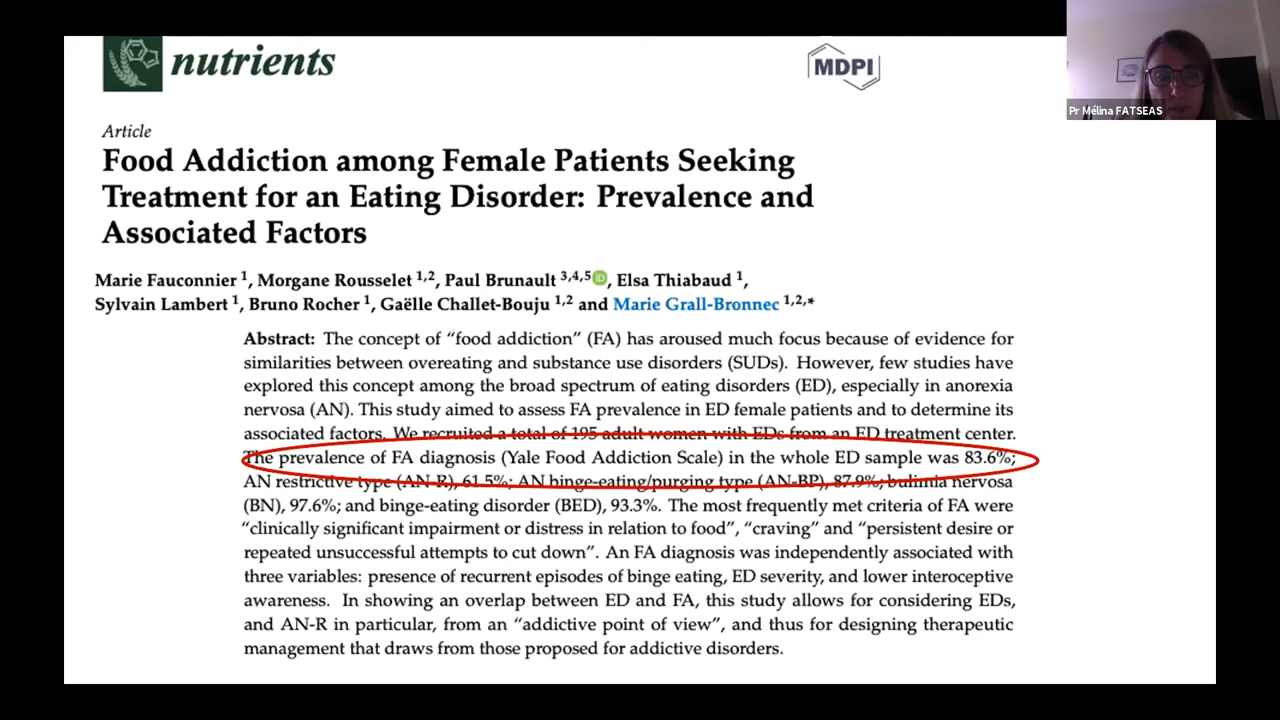 nutrients
MDPI
Pr Mélina FATSEAS
Article
Food Addiction among Female Patients Seeking
Treatment for an Eating Disorder: Prevalence and
Associated Factors
Marie Fauconnier 1, Morgane Rousselet 1,2, Paul Brunault 3,4,5 iD, Elsa Thiabaud 1,
Sylvain Lambert 1, Bruno Rocher 1, Gaëlle Challet-Bouju 1,2 and Marie Grall-Bronnec 1,2,*
Abstract: The concept of “food addiction” (FA) has aroused much focus because of evidence for
similarities between overeating and substance use disorders (SUDs). However, few studies have
explored this concept among the broad spectrum of eating disorders (ED), especially in anorexia
nervosa (AN). This study aimed to assess FA prevalence in ED female patients and to determine its
associated factors. We recruited a total of 195 adult women with EDs from an ED treatment center.
The prevalence of FA diagnosis (Yale Food Addiction Scale) in the whole ED sample was 83.6%;
AN restrictive type (AN-R), 61.5%; AN binge-eating/purging type (AN-BP), 87.9%; bulimia nervosa
(BN), 97.6%; and binge-eating disorder (BED), 93.3%. The most frequently met criteria of FA were
“clinically significant impairment or distress in relation to food”, “craving” and “persistent desire or
repeated unsuccessful attempts to cut down”. An FA diagnosis was independently associated with
three variables: presence of recurrent episodes of binge eating, ED severity, and lower interoceptive
awareness. In showing an overlap between ED and FA, this study allows for considering EDs,
and AN-R in particular, from an “addictive point of view”, and thus for designing therapeutic
management that draws from those proposed for addictive disorders.